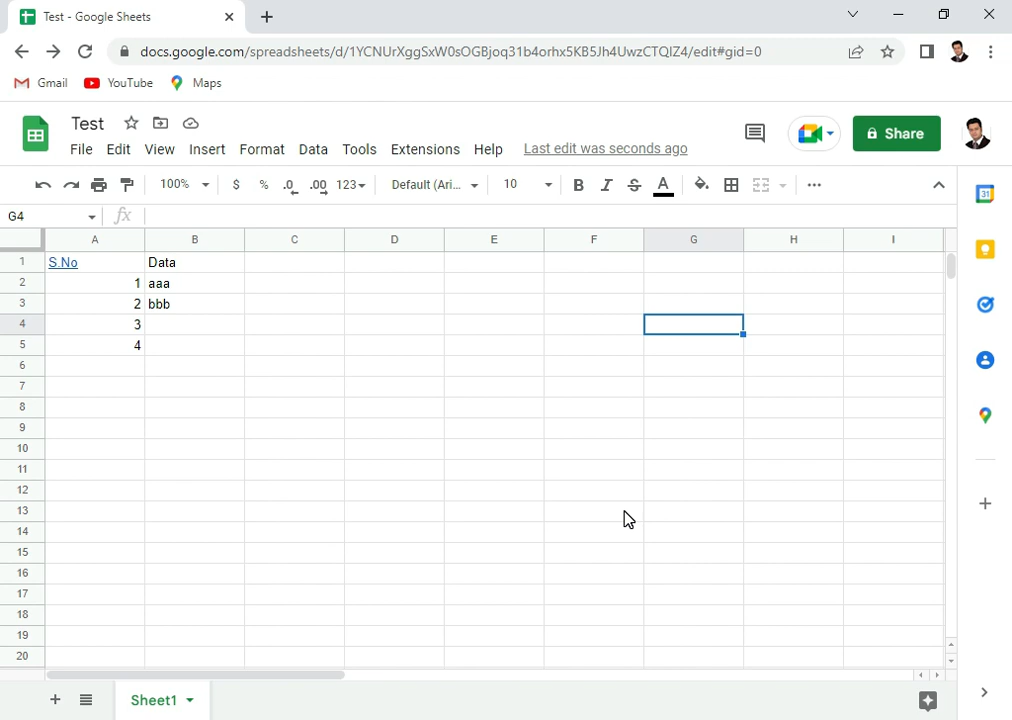 Test - Google Sheets
docs.google.com/spreadsheets/d/1YCNUrXggSxW0sOGBjoq31b4orhx5KB5Jh4UwzCTQIZ4/edit#gid=0
Gmail YouTube Maps
Test
Share
File Edit View Insert Format Data Tools Extensions Help Last edit was seconds ago
100% $ % .0 .00 123 Default (Ari... 10 B I S A
G4 fx
A B C D E F G H I
1 S.No Data
2 1 aaa
3 2 bbb
4 3
5 4
6
7
8
9
10
11
12
13
14
15
16
17
18
19
20
Sheet1
31